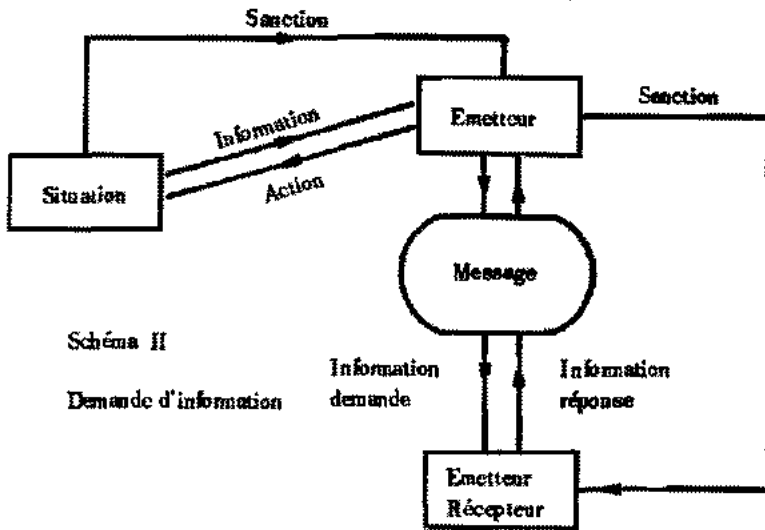 Sanction
Emetteur
Sanction
Information
Action
Situation
Message
Schéma II
Demande d'information
Information
demande
Information
réponse
Emetteur
Récepteur